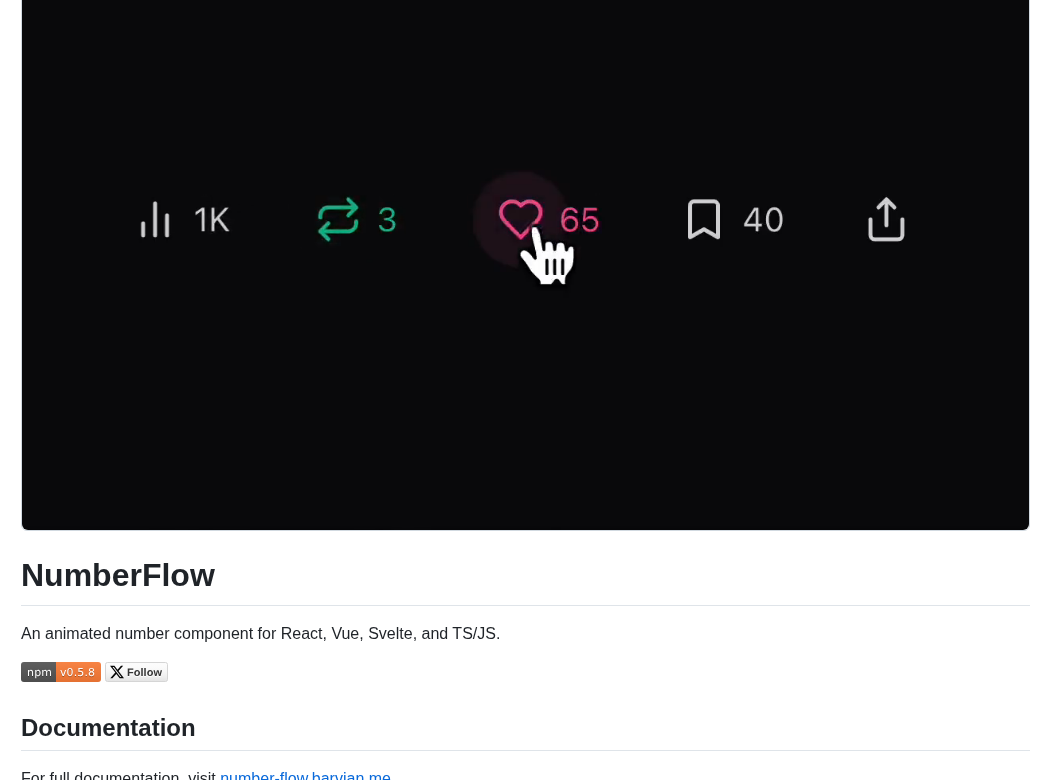 1K 3 65 40
NumberFlow
An animated number component for React, Vue, Svelte, and TS/JS.
npm v0.5.8 Follow
Documentation
For full documentation, visit number-flow.barvian.me